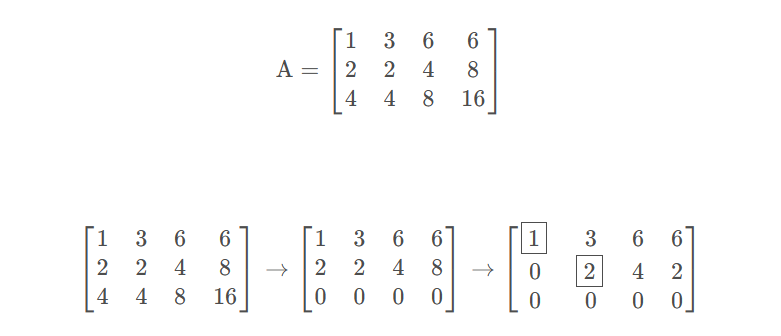 A = [1 3 6 6
2 2 4 8
4 4 8 16]
[1 3 6 6 → [1 3 6 6 → [1 3 6 6
2 2 4 8 2 2 4 8 0 2 4 2
4 4 8 16] 0 0 0 0] 0 0 0 0]